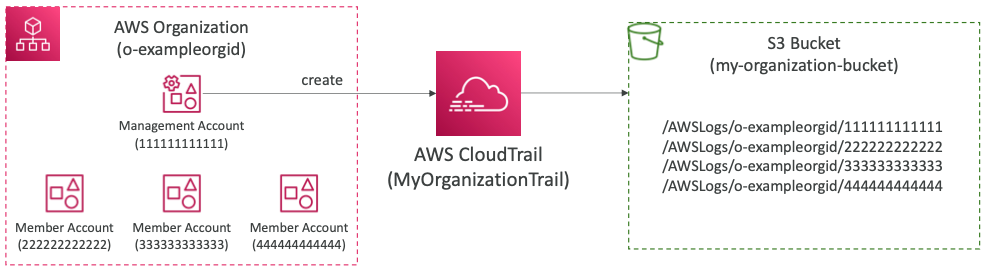 AWS Organization
(o-exampleorgid)
create
Management Account
(111111111111)
Member Account
(222222222222)
Member Account
(333333333333)
Member Account
(444444444444)
AWS CloudTrail
(MyOrganizationTrail)
S3 Bucket
(my-organization-bucket)
/AWSLogs/o-exampleorgid/111111111111
/AWSLogs/o-exampleorgid/222222222222
/AWSLogs/o-exampleorgid/333333333333
/AWSLogs/o-exampleorgid/444444444444